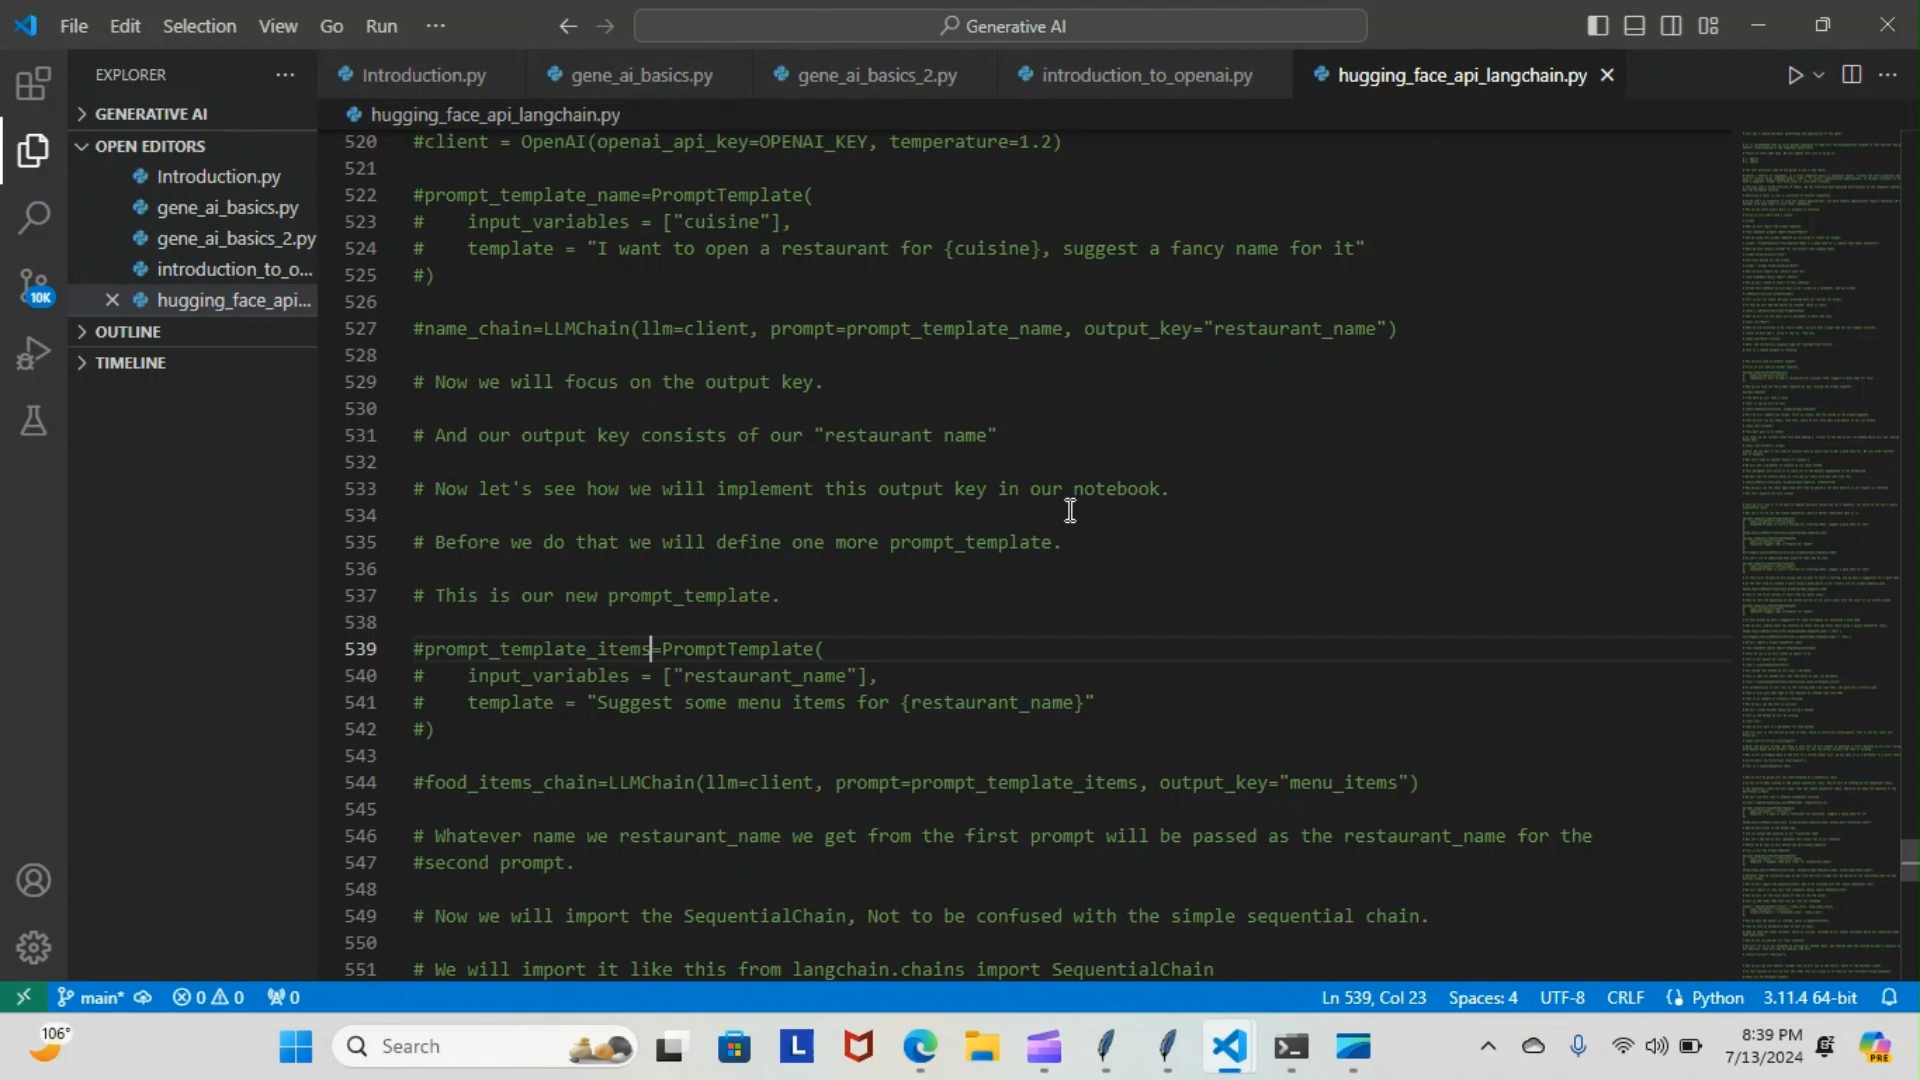 File Edit Selection View Go Run ··· Generative AI
EXPLORER ···
Introduction.py gene_ai_basics.py gene_ai_basics_2.py introduction_to_openai.py hugging_face_api_langchain.py
GENERATIVE AI
OPEN EDITORS
Introduction.py
gene_ai_basics.py
gene_ai_basics_2.py
introduction_to_o...
hugging_face_api...
OUTLINE
TIMELINE
10K
hugging_face_api_langchain.py
520 #client = OpenAI(openai_api_key=OPENAI_KEY, temperature=1.2)
521
522 #prompt_template_name=PromptTemplate(
523 #    input_variables = ["cuisine"],
524 #    template = "I want to open a restaurant for {cuisine}, suggest a fancy name for it"
525 #)
526
527 #name_chain=LLMChain(llm=client, prompt=prompt_template_name, output_key="restaurant_name")
528
529 # Now we will focus on the output key.
530
531 # And our output key consists of our "restaurant name"
532
533 # Now let's see how we will implement this output key in our notebook.
534
535 # Before we do that we will define one more prompt_template.
536
537 # This is our new prompt_template.
538
539 #prompt_template_items=PromptTemplate(
540 #    input_variables = ["restaurant_name"],
541 #    template = "Suggest some menu items for {restaurant_name}"
542 #)
543
544 #food_items_chain=LLMChain(llm=client, prompt=prompt_template_items, output_key="menu_items")
545
546 # Whatever name we restaurant_name we get from the first prompt will be passed as the restaurant_name for the
547 #second prompt.
548
549 # Now we will import the SequentialChain, Not to be confused with the simple sequential chain.
550
551 # We will import it like this from langchain.chains import SequentialChain
main* 0 0 0 Ln 539, Col 23 Spaces: 4 UTF-8 CRLF Python 3.11.4 64-bit
106° Search L PRE
8:39 PM
7/13/2024